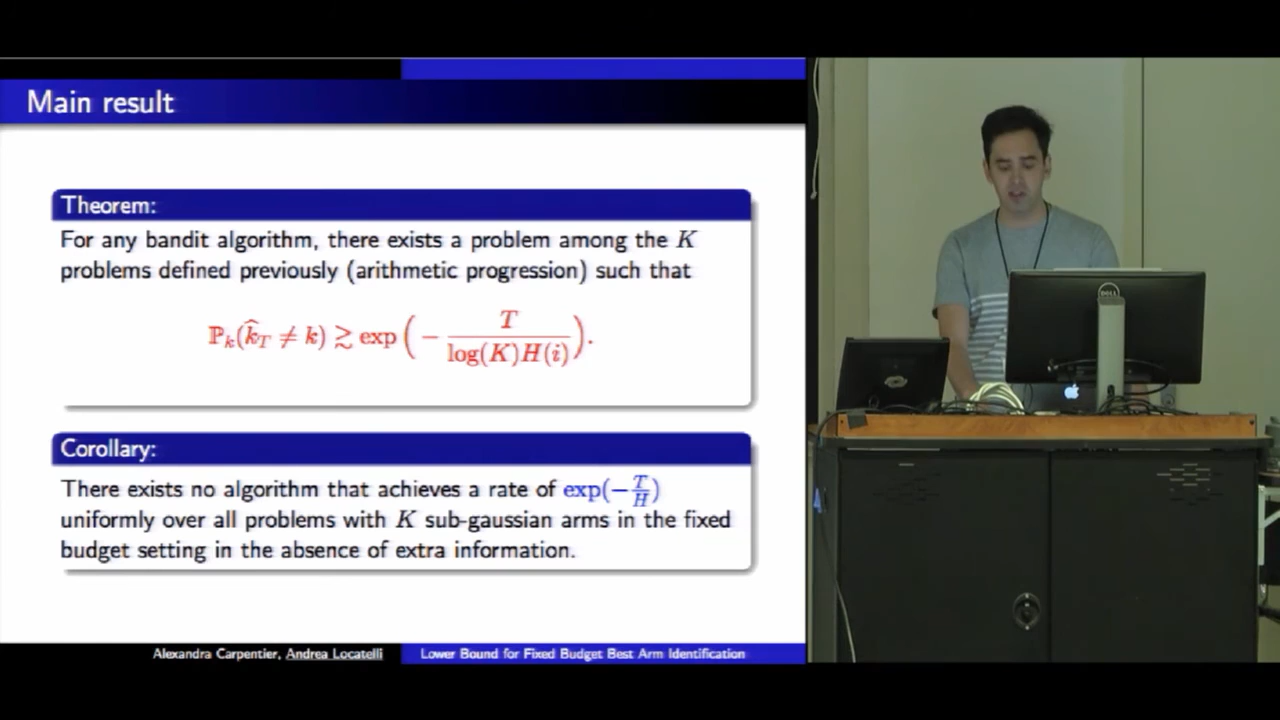 Main result
Theorem:
For any bandit algorithm, there exists a problem among the K
problems defined previously (arithmetic progression) such that
ℙ_k(k̂_T ≠ k) ≳ exp(− T / (log(K)H(i))).
Corollary:
There exists no algorithm that achieves a rate of exp(−T/H)
uniformly over all problems with K sub-gaussian arms in the fixed
budget setting in the absence of extra information.
Alexandra Carpentier, Andrea Locatelli
Lower Bound for Fixed Budget Best Arm Identification
DELL